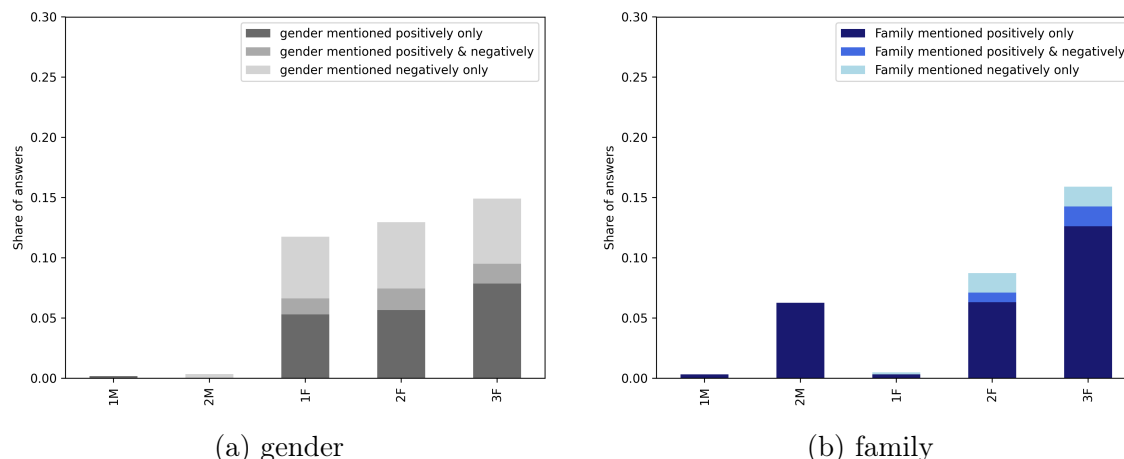 0.30
0.25
0.20
0.15
0.10
0.05
0.00
Share of answers
gender mentioned positively only
gender mentioned positively & negatively
gender mentioned negatively only
1M
2M
1F
2F
3F
(a) gender
0.30
0.25
0.20
0.15
0.10
0.05
0.00
Share of answers
Family mentioned positively only
Family mentioned positively & negative
Family mentioned negatively only
1M
2M
1F
2F
3F
(b) family